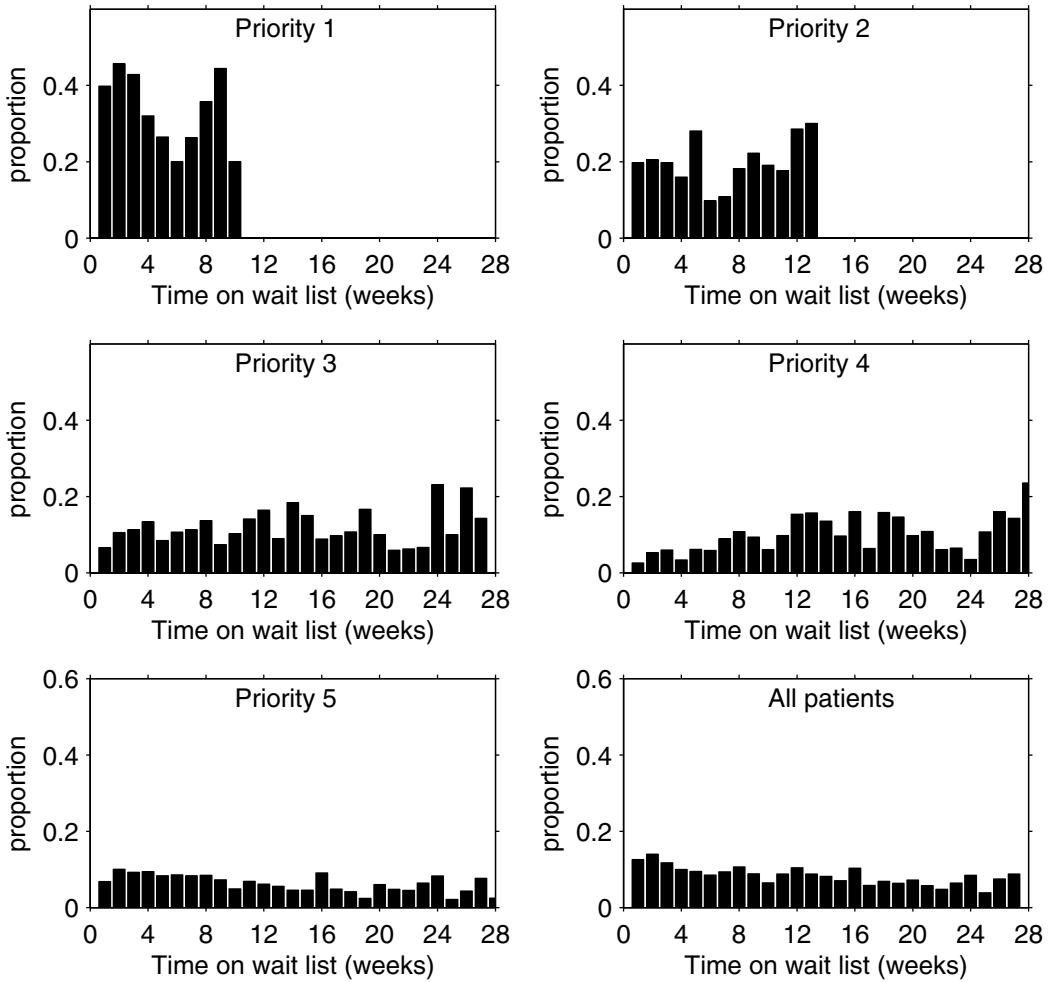 Priority 1
proportion
0.4
0.2
0
0 4 8 12 16 20 24 28
Time on wait list (weeks)
Priority 2
proportion
0.4
0.2
0
0 4 8 12 16 20 24 28
Time on wait list (weeks)
Priority 3
proportion
0.4
0.2
0
0 4 8 12 16 20 24 28
Time on wait list (weeks)
Priority 4
proportion
0.4
0.2
0
0 4 8 12 16 20 24 28
Time on wait list (weeks)
Priority 5
proportion
0.6
0.4
0.2
0
0 4 8 12 16 20 24 28
Time on wait list (weeks)
All patients
proportion
0.6
0.4
0.2
0
0 4 8 12 16 20 24 28
Time on wait list (weeks)